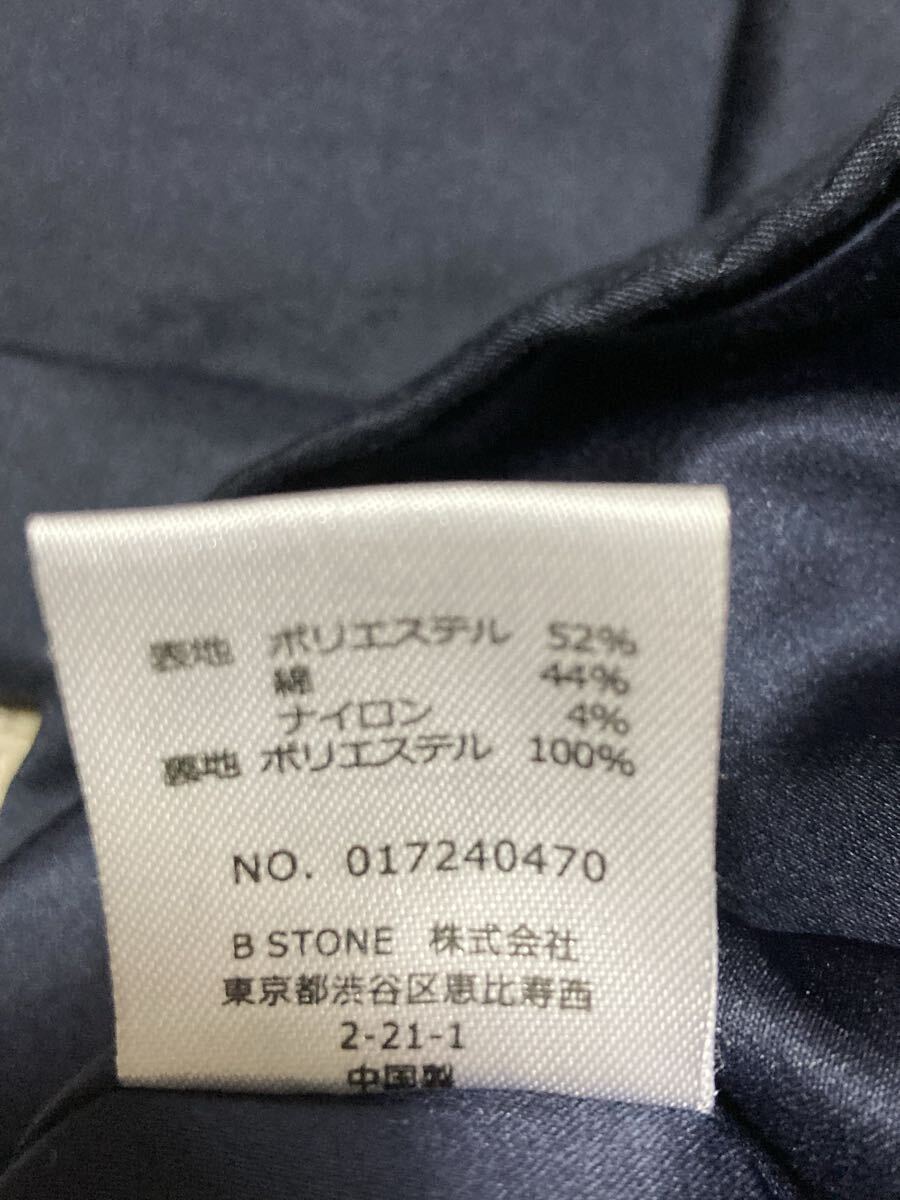 表地 ポリエステル 52%
綿 44%
ナイロン 4%
裏地 ポリエステル 100%
NO. 017240470
B STONE 株式会社
東京都渋谷区恵比寿西
2-21-1
中国製